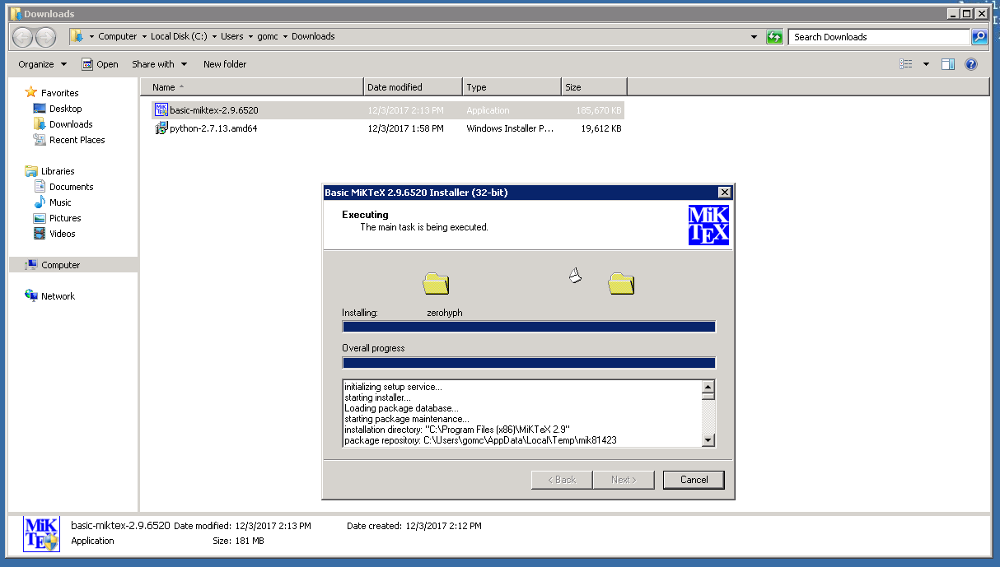 Downloads
Computer Local Disk (C:) Users gomc Downloads
Search Downloads
Organize Open Share with New folder
Favorites
Desktop
Downloads
Recent Places
Libraries
Documents
Music
Pictures
Videos
Computer
Network
Name Date modified Type Size
basic-miktex-2.9.6520 12/3/2017 2:13 PM Application 185,670 KB
python-2.7.13.amd64 12/3/2017 1:58 PM Windows Installer P... 19,612 KB
Basic MiKTeX 2.9.6520 Installer (32-bit)
Executing
The main task is being executed.
MiK
TEX
Installing: zerohyph
Overall progress
initializing setup service...
starting installer...
Loading package database...
starting package maintenance...
installation directory: "C:\Program Files (x86)\MiKTeX 2.9"
package repository: C:\Users\gomc\AppData\Local\Temp\mik81423
< Back Next > Cancel
MiK
TEX
basic-miktex-2.9.6520 Date modified: 12/3/2017 2:13 PM Date created: 12/3/2017 2:12 PM
Application Size: 181 MB